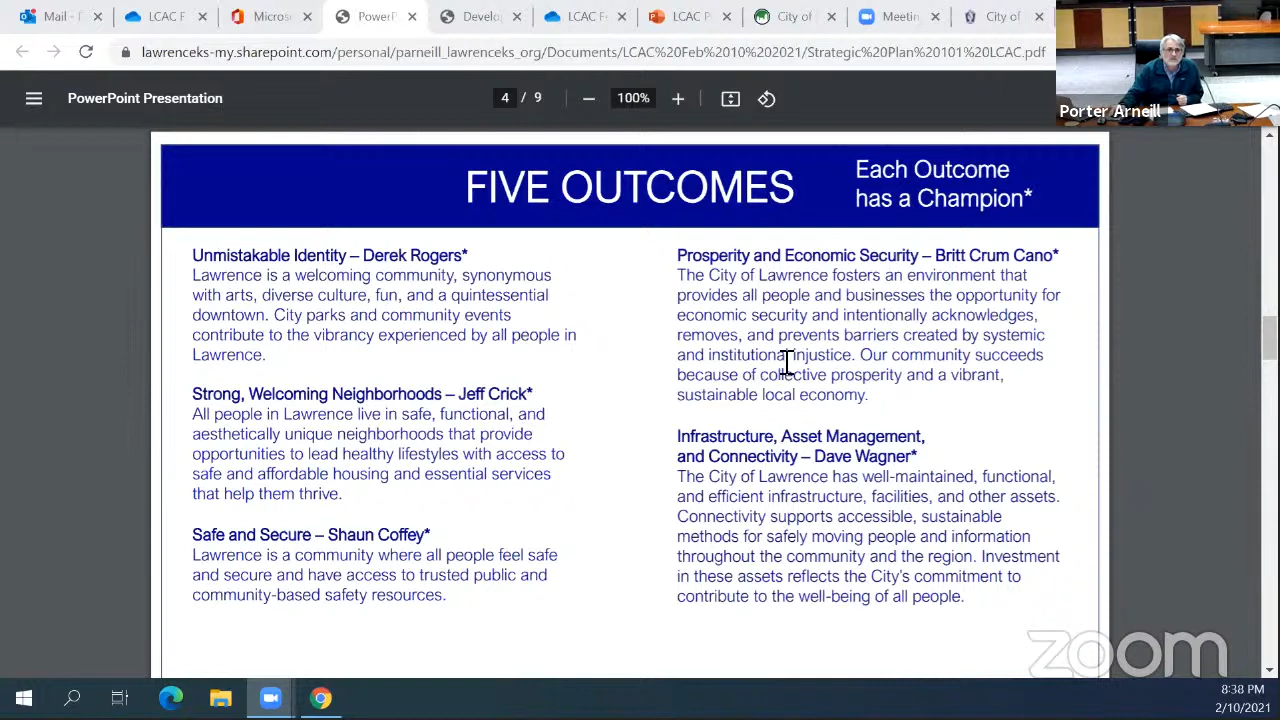 Mail - D
LCAC F
Micros
PowerP
Develo
LCAC F
LCAC P
City of
Meetin
City of
lawrenceks-my.sharepoint.com/personal/parneill_lawrenceks_org/Documents/LCAC%20Feb%2010%202021/Strategic%20Plan%20101%20LCAC.pdf
PowerPoint Presentation
4 / 9
100%
Porter Arneill
FIVE OUTCOMES
Each Outcome
has a Champion*
Unmistakable Identity – Derek Rogers*
Lawrence is a welcoming community, synonymous
with arts, diverse culture, fun, and a quintessential
downtown. City parks and community events
contribute to the vibrancy experienced by all people in
Lawrence.
Strong, Welcoming Neighborhoods – Jeff Crick*
All people in Lawrence live in safe, functional, and
aesthetically unique neighborhoods that provide
opportunities to lead healthy lifestyles with access to
safe and affordable housing and essential services
that help them thrive.
Safe and Secure – Shaun Coffey*
Lawrence is a community where all people feel safe
and secure and have access to trusted public and
community-based safety resources.
Prosperity and Economic Security – Britt Crum Cano*
The City of Lawrence fosters an environment that
provides all people and businesses the opportunity for
economic security and intentionally acknowledges,
removes, and prevents barriers created by systemic
and institutional injustice. Our community succeeds
because of collective prosperity and a vibrant,
sustainable local economy.
Infrastructure, Asset Management,
and Connectivity – Dave Wagner*
The City of Lawrence has well-maintained, functional,
and efficient infrastructure, facilities, and other assets.
Connectivity supports accessible, sustainable
methods for safely moving people and information
throughout the community and the region. Investment
in these assets reflects the City's commitment to
contribute to the well-being of all people.
zoom
8:38 PM
2/10/2021